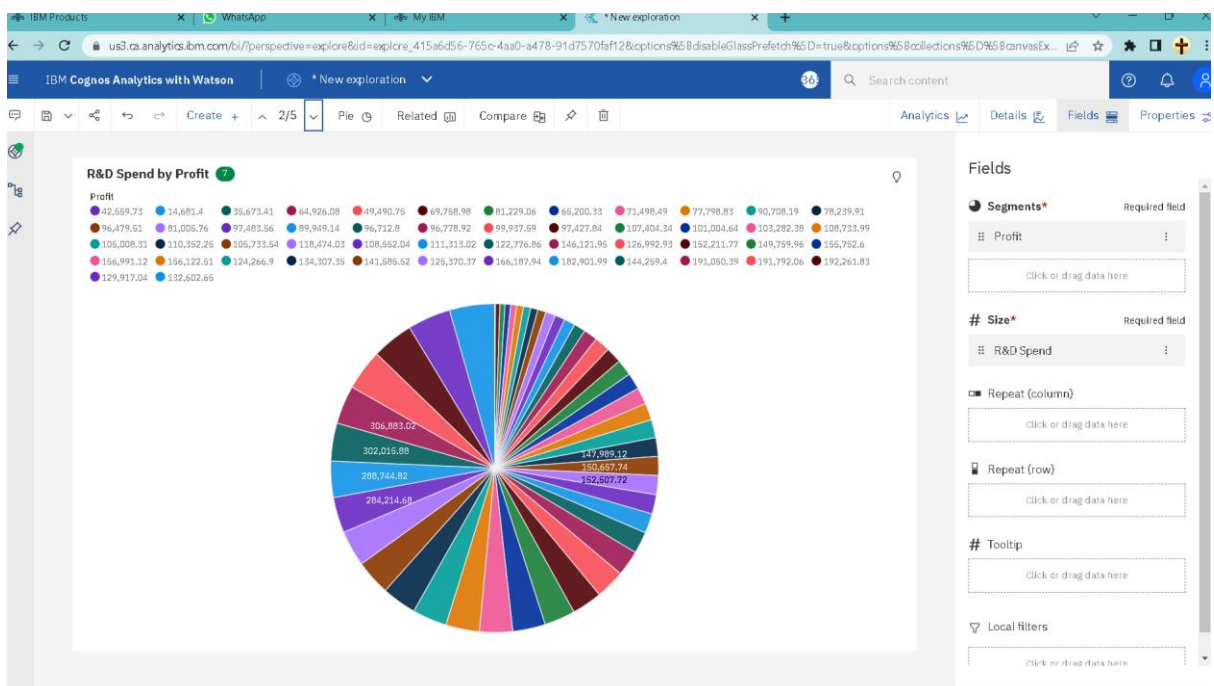 IBM Products WhatsApp My IBM * New exploration
us3.ca.analytics.ibm.com/bi/?perspective=explore&id=explore_415a6d56-765c-4aa0-a478-91d7570faf12&options%5BdisableGlassPrefetch%5D=true&options%5Bcollections%5D%5BcanvasEx...
IBM Cognos Analytics with Watson * New exploration Search content
Create + 2/5 Pie Related Compare Analytics Details Fields Properties
R&D Spend by Profit 7
Profit
42,559.73 14,681.4 35,673.41 64,926.08 49,490.75 69,758.98 81,229.06 65,200.33 71,498.49 77,798.83 90,708.19 78,239.91
96,479.51 81,005.76 97,483.56 89,949.14 96,712.8 96,778.92 99,937.59 97,427.84 107,404.34 101,004.64 103,282.38 108,733.99
105,008.31 110,352.25 105,733.54 118,474.03 108,552.04 111,313.02 122,776.86 146,121.95 126,992.93 152,211.77 149,759.96 155,752.6
156,991.12 156,122.51 124,266.9 134,307.35 141,585.52 125,370.37 166,187.94 182,901.99 144,259.4 191,050.39 191,792.06 192,261.83
129,917.04 132,602.65
306,883.02
302,015.88
288,744.82
284,214.68
147,989.12
150,657.74
152,507.72
Fields
Segments* Required field
Profit
Click or drag data here
# Size* Required field
R&D Spend
Repeat (column)
Click or drag data here
Repeat (row)
Click or drag data here
# Tooltip
Click or drag data here
Local filters
Click or drag data here